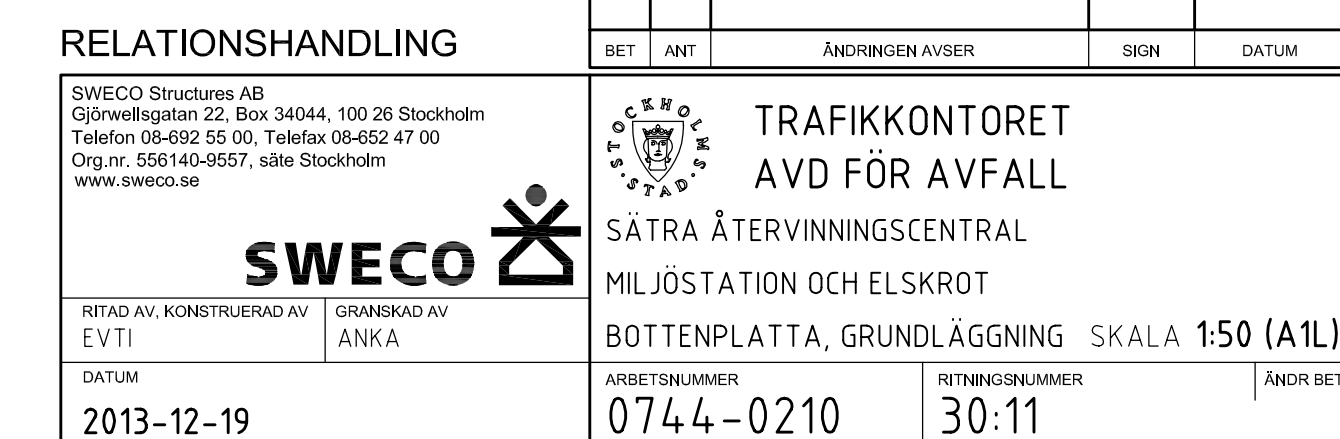 RELATIONSHANDLING
BET ANT ÄNDRINGEN AVSER SIGN DATUM
SWECO Structures AB
Gjörwellsgatan 22, Box 34044, 100 26 Stockholm
Telefon 08-692 55 00, Telefax 08-652 47 00
Org.nr. 556140-9557, säte Stockholm
www.sweco.se
SWECO
STOCKHOLMS STAD
TRAFIKKONTORET
AVD FÖR AVFALL
SÄTRA ÅTERVINNINGSCENTRAL
MILJÖSTATION OCH ELSKROT
BOTTENPLATTA, GRUNDLÄGGNING SKALA 1:50 (A1L)
RITAD AV, KONSTRUERAD AV GRANSKAD AV
EVTI ANKA
DATUM
2013-12-19
ARBETSNUMMER RITNINGSNUMMER ÄNDR BET
0744-0210 30:11